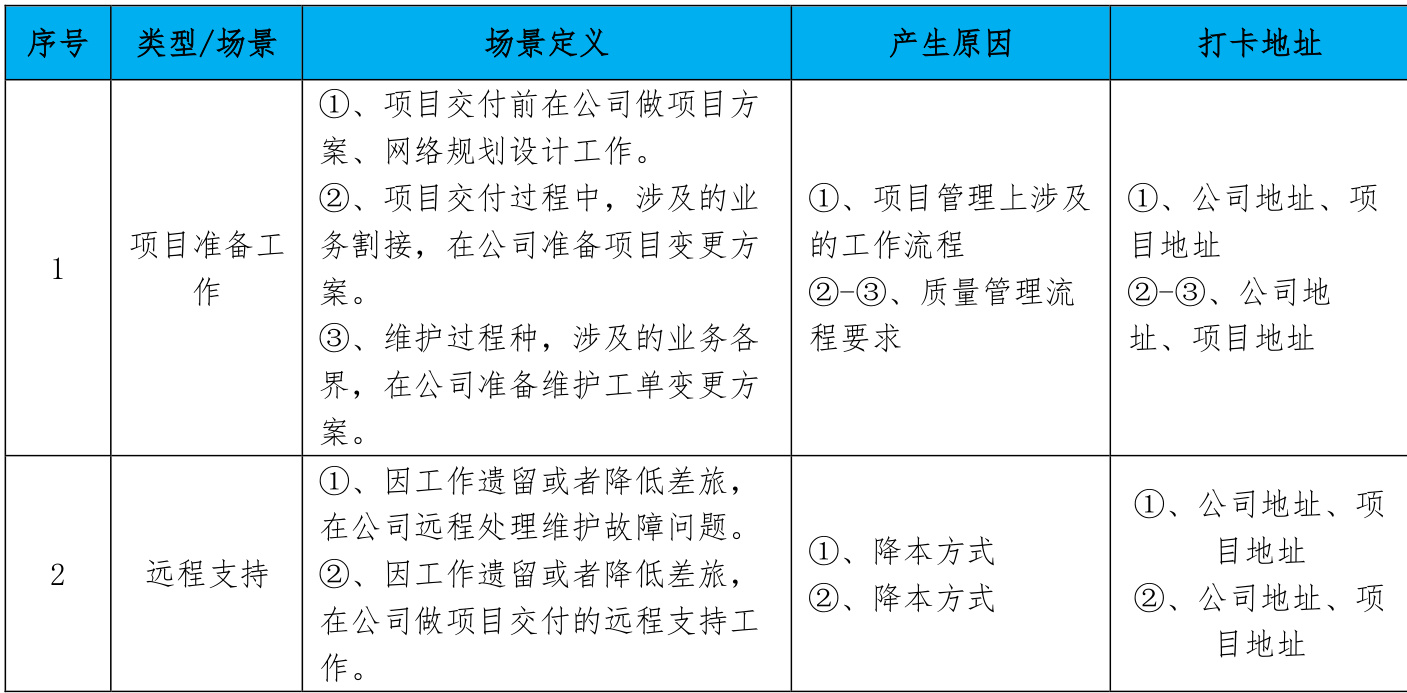 序号 类型/场景 场景定义 产生原因 打卡地址
1
项目准备工
作
①、项目交付前在公司做项目方
案、网络规划设计工作。
②、项目交付过程中，涉及的业
务割接，在公司准备项目变更方
案。
③、维护过程种，涉及的业务各
界，在公司准备维护工单变更方
案。
①、项目管理上涉及
的工作流程
②-③、质量管理流
程要求
①、公司地址、项
目地址
②-③、公司地
址、项目地址
2
远程支持
①、因工作遗留或者降低差旅，
在公司远程处理维护故障问题。
②、因工作遗留或者降低差旅，
在公司做项目交付的远程支持工
作。
①、降本方式
②、降本方式
①、公司地址、项
目地址
②、公司地址、项
目地址